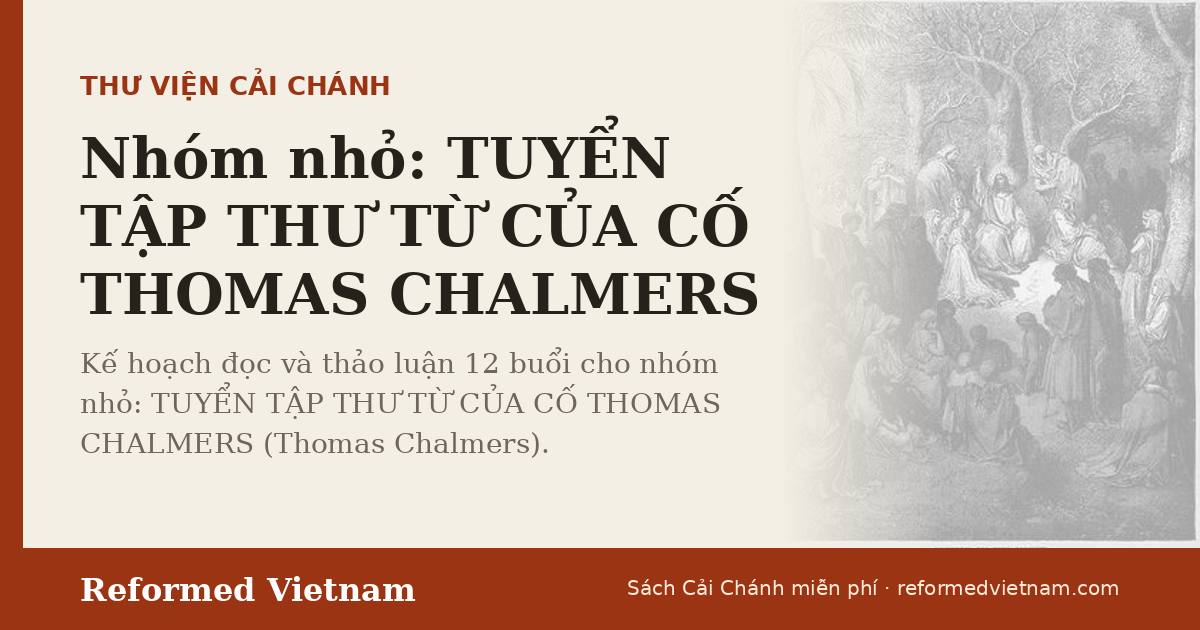 THƯ VIỆN CẢI CHÁNH
Nhóm nhỏ: TUYỂN
TẬP THƯ TỪ CỦA CỐ
THOMAS CHALMERS
Kế hoạch đọc và thảo luận 12 buổi cho nhóm
nhỏ: TUYỂN TẬP THƯ TỪ CỦA CỐ THOMAS
CHALMERS (Thomas Chalmers).
Reformed Vietnam
Sách Cải Chánh miễn phí · reformedvietnam.com